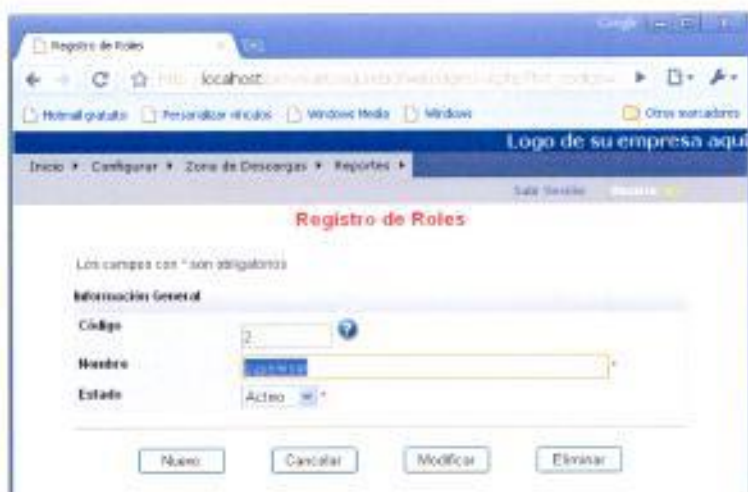 Google
Registro de Roles
http localhost
Hotmail gratuito Personalizar vínculos Windows Media Windows Otros marcadores
Logo de su empresa aquí
Inicio Configurar Zona de Descargas Reportes
Salir Sesión
Registro de Roles
Los campos con * son obligatorios
Información General
Código 2 ?
Nombre *
Estado Activo *
Nuevo Cancelar Modificar Eliminar